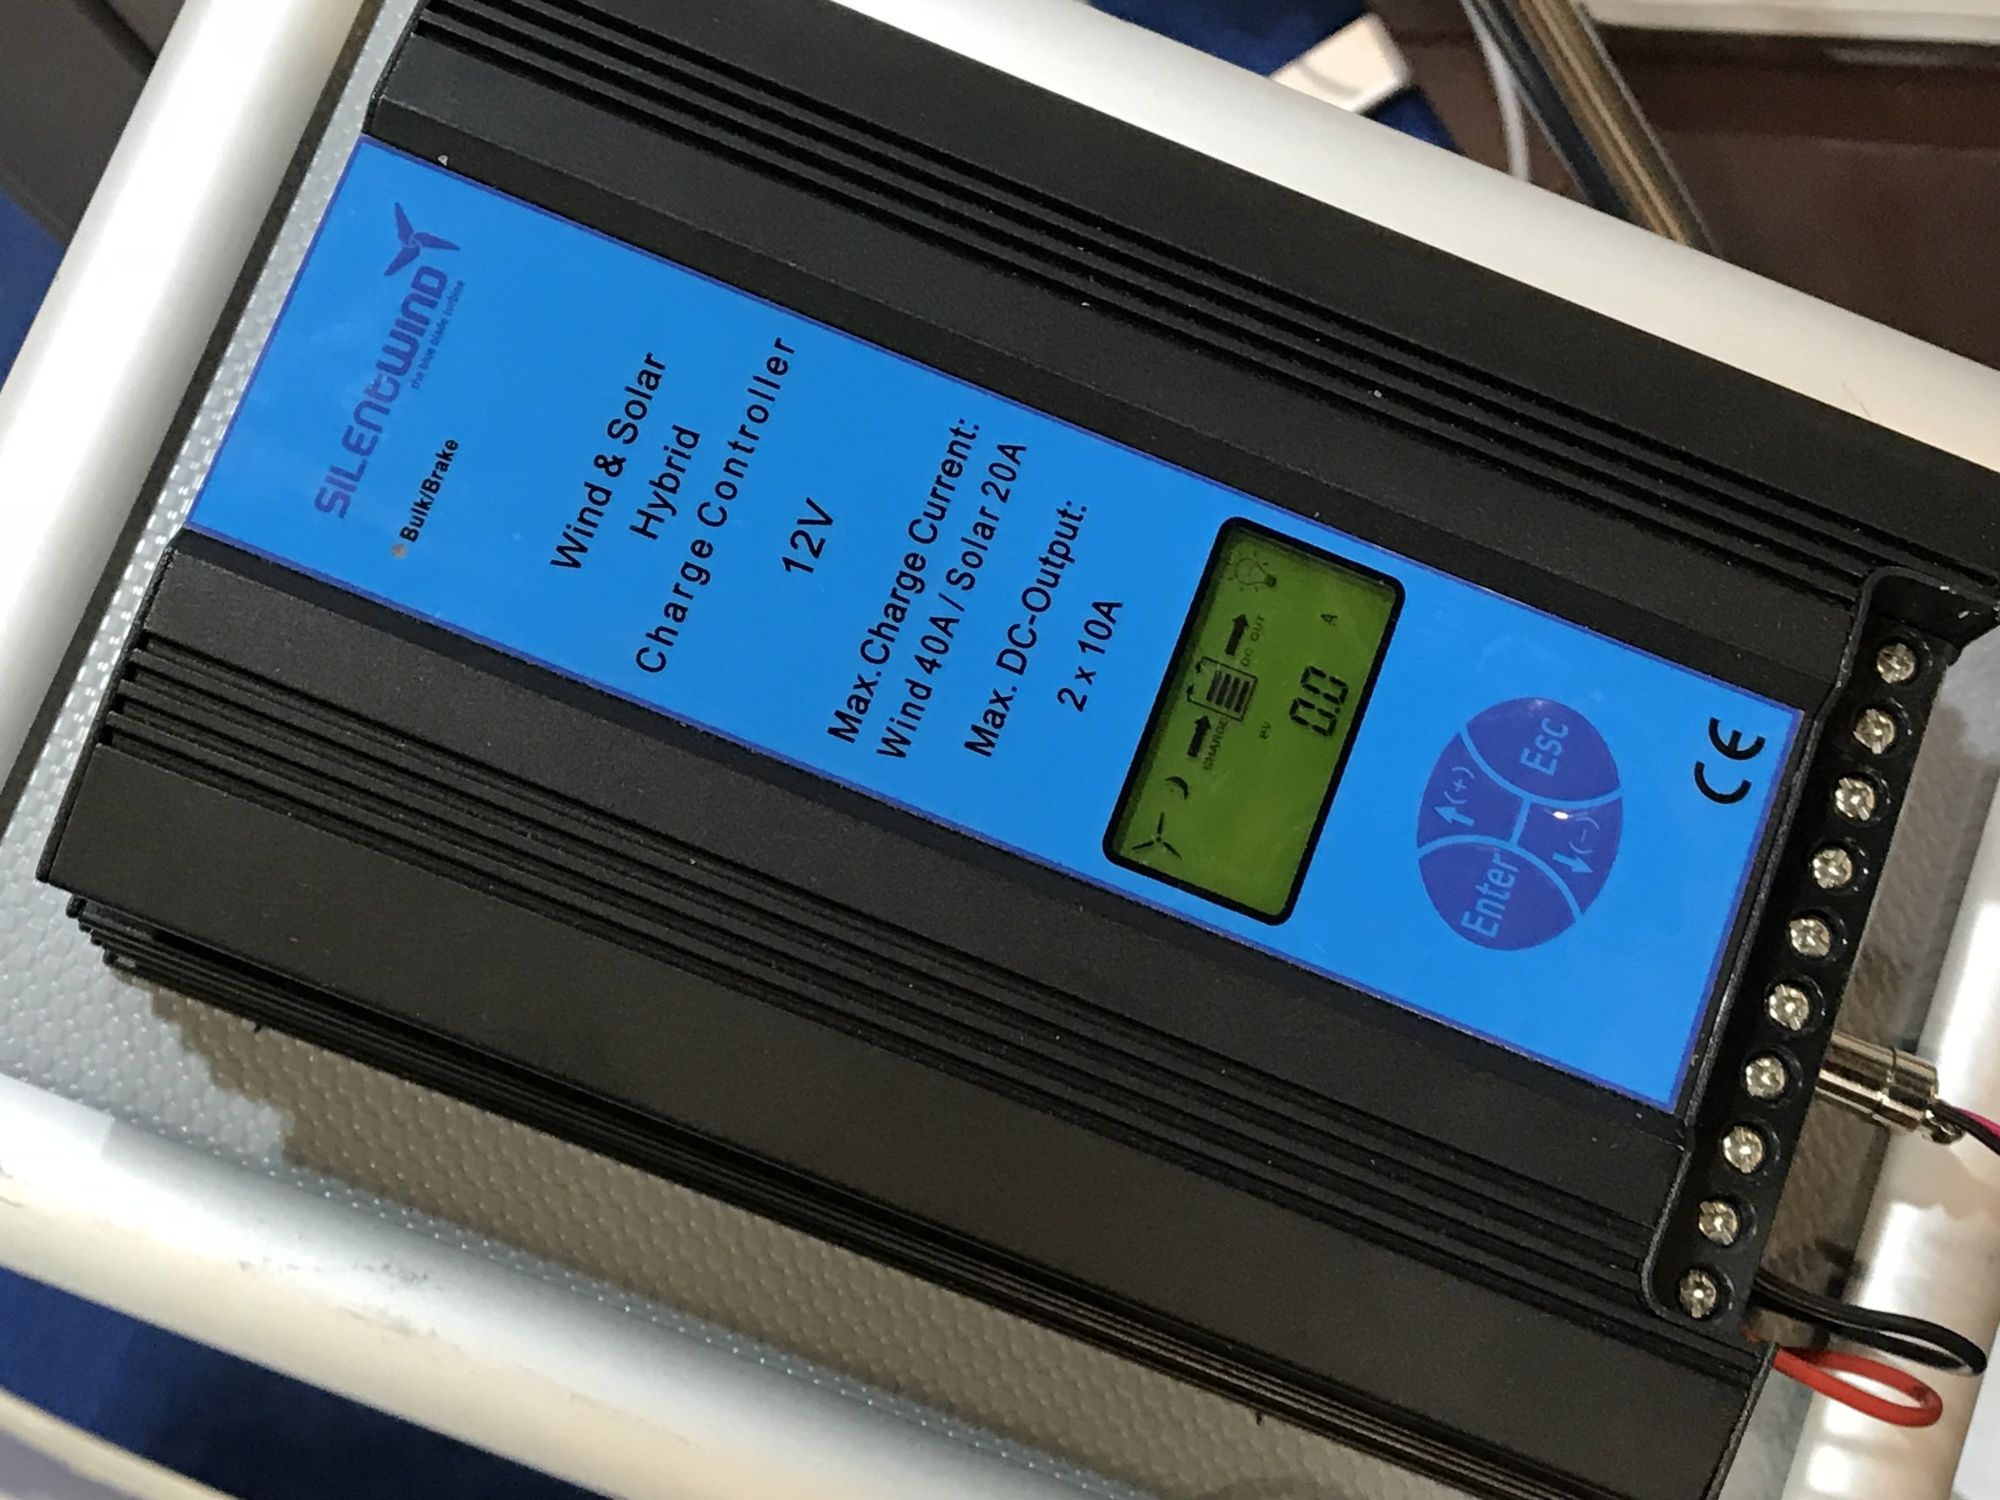 SILENTWIND
the blue blade turbine
Bulk/Brake
Wind & Solar
Hybrid
Charge Controller
12V
Max.Charge Current:
Wind 40A / Solar 20A
Max. DC-Output:
2 x 10A
CHARGE
DC OUT
PV
0.0 A
Enter
(+)
(-)
Esc
CE